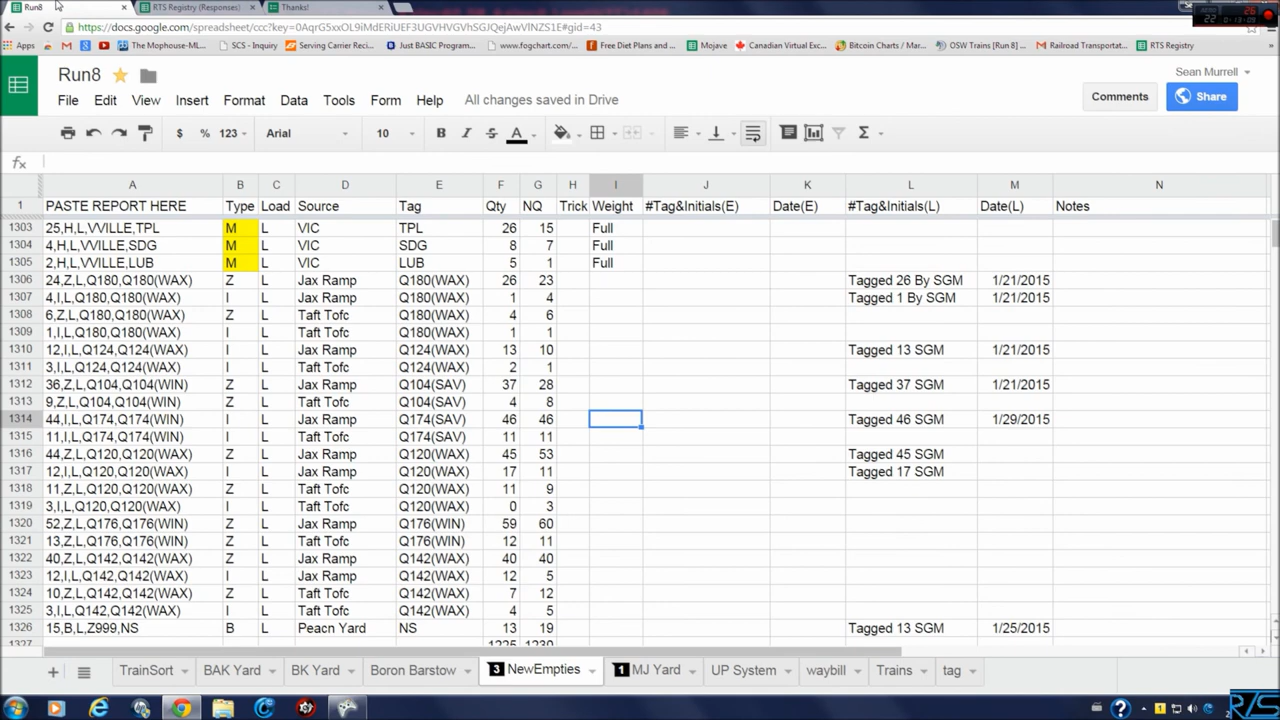 Run8 RTS Registry (Responses) Thanks!
https://docs.google.com/spreadsheet/ccc?key=0AqrG5xxOL9iMdERiUEF3UGVHVGVhSGJQejAwVlNZS1E#gid=43
Apps The Mophouse-ML... SCS - Inquiry Serving Carrier Reci... Just BASIC Program... www.fogchart.com/... Free Diet Plans and ... Mojave Canadian Virtual Exc... Bitcoin Charts / Mar... OSW Trains [Run 8] ... Railroad Transportat... RTS Registry
Run8 Sean Murrell
File Edit View Insert Format Data Tools Form Help All changes saved in Drive Comments Share
$ % 123 Arial 10 B I S A Σ
fx
A B C D E F G H I J K L M N
1 PASTE REPORT HERE Type Load Source Tag Qty NQ Trick Weight #Tag&Initials(E) Date(E) #Tag&Initials(L) Date(L) Notes
1303 25,H,L,VVILLE,TPL M L VIC TPL 26 15 Full
1304 4,H,L,VVILLE,SDG M L VIC SDG 8 7 Full
1305 2,H,L,VVILLE,LUB M L VIC LUB 5 1 Full
1306 24,Z,L,Q180,Q180(WAX) Z L Jax Ramp Q180(WAX) 26 23 Tagged 26 By SGM 1/21/2015
1307 4,I,L,Q180,Q180(WAX) I L Jax Ramp Q180(WAX) 1 4 Tagged 1 By SGM 1/21/2015
1308 6,Z,L,Q180,Q180(WAX) Z L Taft Tofc Q180(WAX) 4 6
1309 1,I,L,Q180,Q180(WAX) I L Taft Tofc Q180(WAX) 1 1
1310 12,I,L,Q124,Q124(WAX) I L Jax Ramp Q124(WAX) 13 10 Tagged 13 SGM 1/21/2015
1311 3,I,L,Q124,Q124(WAX) I L Taft Tofc Q124(WAX) 2 1
1312 36,Z,L,Q104,Q104(WIN) Z L Jax Ramp Q104(SAV) 37 28 Tagged 37 SGM 1/21/2015
1313 9,Z,L,Q104,Q104(WIN) Z L Taft Tofc Q104(SAV) 4 8
1314 44,I,L,Q174,Q174(WIN) I L Jax Ramp Q174(SAV) 46 46 Tagged 46 SGM 1/29/2015
1315 11,I,L,Q174,Q174(WIN) I L Taft Tofc Q174(SAV) 11 11
1316 44,Z,L,Q120,Q120(WAX) Z L Jax Ramp Q120(WAX) 45 53 Tagged 45 SGM
1317 12,I,L,Q120,Q120(WAX) I L Jax Ramp Q120(WAX) 17 11 Tagged 17 SGM
1318 11,Z,L,Q120,Q120(WAX) Z L Taft Tofc Q120(WAX) 11 9
1319 3,I,L,Q120,Q120(WAX) I L Taft Tofc Q120(WAX) 0 3
1320 52,Z,L,Q176,Q176(WIN) Z L Jax Ramp Q176(WIN) 59 60
1321 13,Z,L,Q176,Q176(WIN) Z L Taft Tofc Q176(WIN) 12 11
1322 40,Z,L,Q142,Q142(WAX) Z L Jax Ramp Q142(WAX) 40 40
1323 12,I,L,Q142,Q142(WAX) I L Jax Ramp Q142(WAX) 12 5
1324 10,Z,L,Q142,Q142(WAX) Z L Taft Tofc Q142(WAX) 7 12
1325 3,I,L,Q142,Q142(WAX) I L Taft Tofc Q142(WAX) 4 5
1326 15,B,L,Z999,NS B L Peacn Yard NS 13 19 Tagged 13 SGM 1/25/2015
1327 1225 1230
TrainSort BAK Yard BK Yard Boron Barstow 3 NewEmpties 1 MJ Yard UP System waybill Trains tag